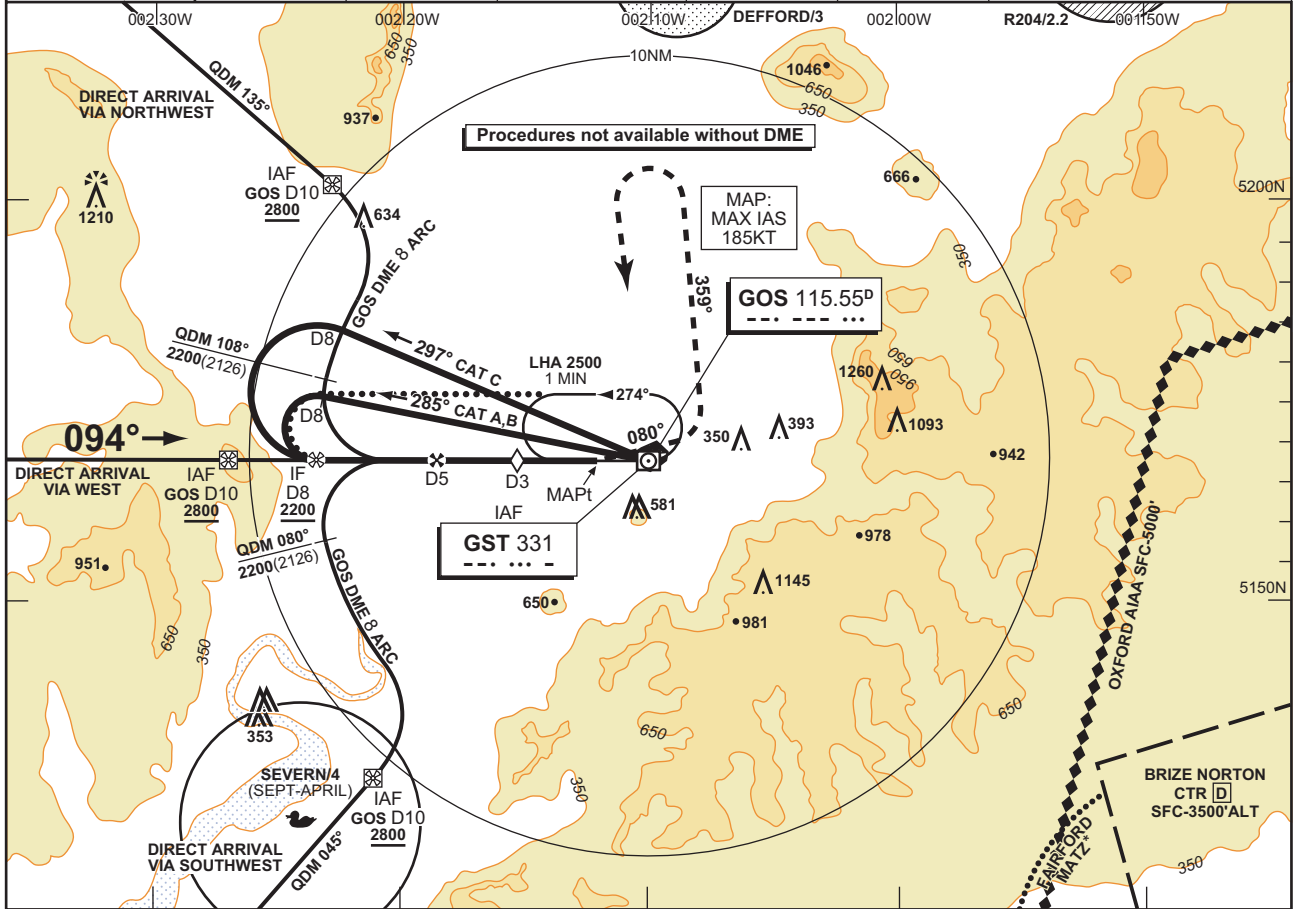 002 30W
002 20W
002 10W
002 00W
001 50W
DEFFORD/3
R204/2.2
10NM
650
350
1046
650
350
QDM 135°
DIRECT ARRIVAL
VIA NORTHWEST
937
Procedures not available without DME
IAF
GOS D10
2800
666
5200N
1210
634
MAP:
MAX IAS
185KT
350
GOS DME 8 ARC
359°
GOS 115.55D
--· --- ···
QDM 108°
2200(2126)
D8
297° CAT C
LHA 2500
1 MIN
274°
650
950
1260
285° CAT A,B
D8
1093
393
350
080°
094°
DIRECT ARRIVAL
VIA WEST
IAF
GOS D10
2800
IF
D8
2200
D5
D3
MAPt
942
581
IAF
GST 331
--· ··· -
QDM 080°
2200(2126)
978
951
GOS DME 8 ARC
1145
650
981
5150N
650
350
OXFORD AIAA SFC-5000'
650
650
353
SEVERN/4
(SEPT-APRIL)
IAF
GOS D10
2800
350
BRIZE NORTON
CTR D
SFC-3500'ALT
DIRECT ARRIVAL
VIA SOUTHWEST
QDM 045°
FAIRFORD
MATZ*
350